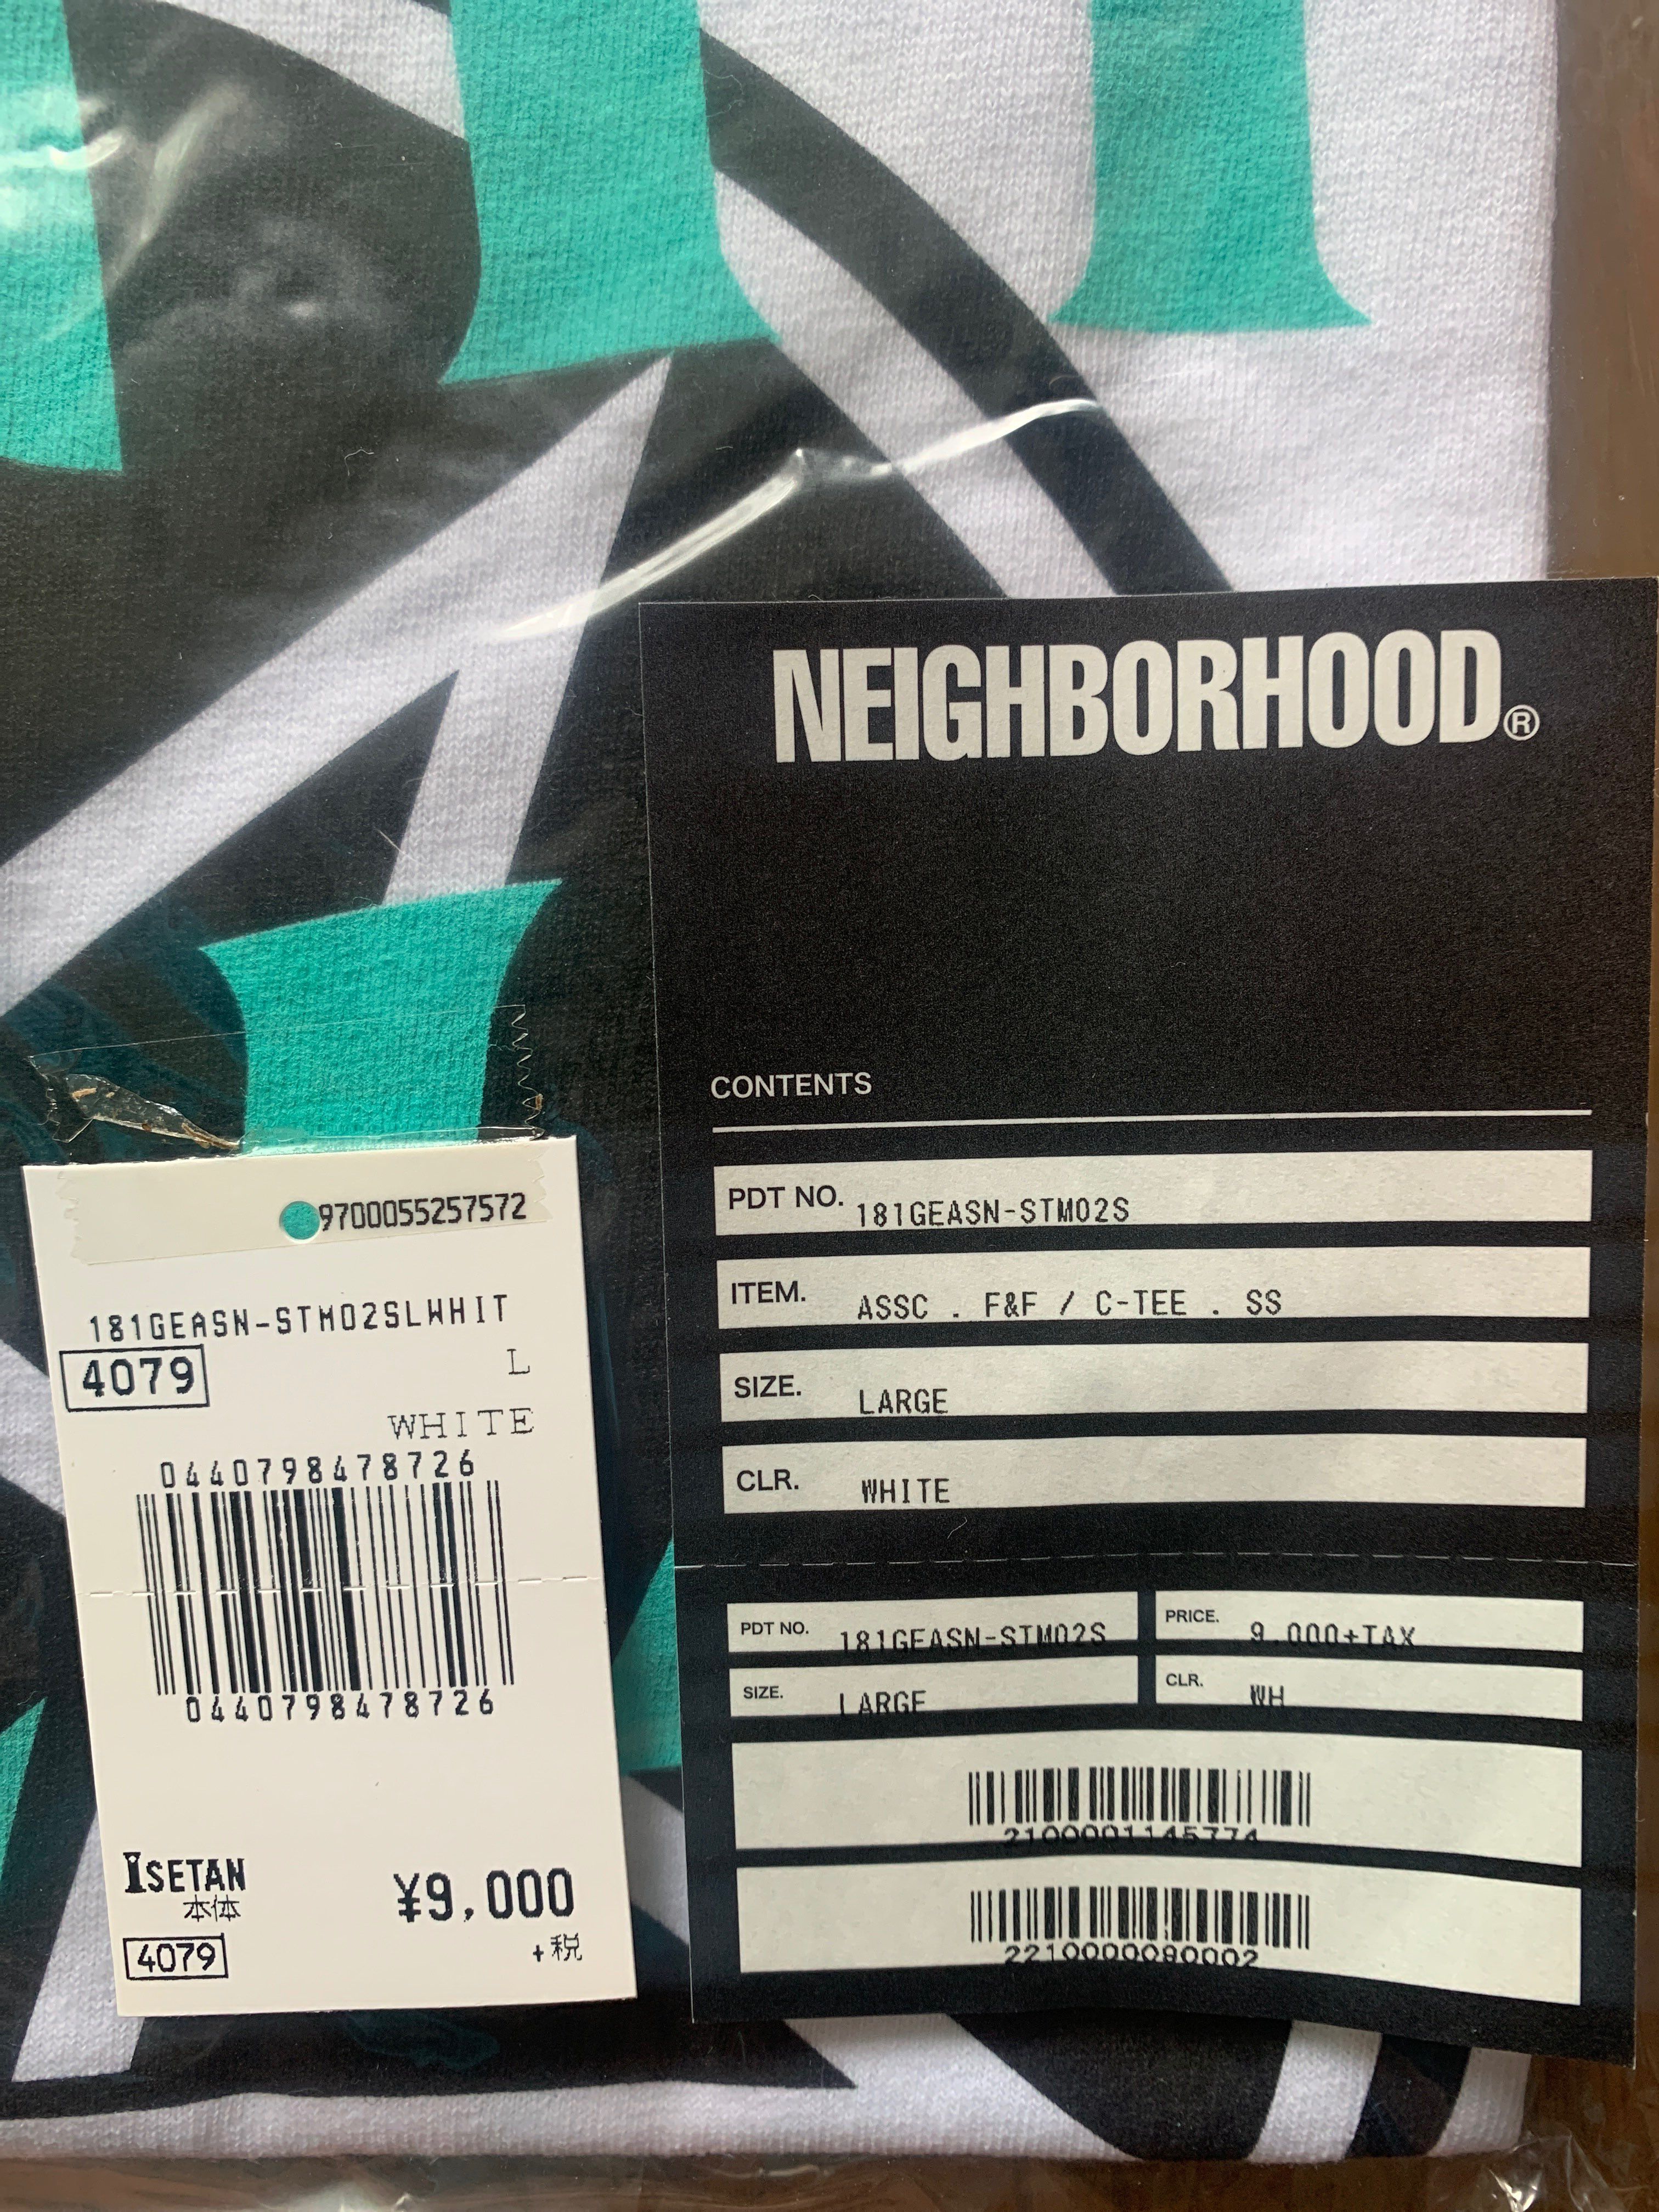 NEIGHBORHOOD®
CONTENTS
PDT NO. 181GEASN-STM02S
ITEM. ASSC . F&F / C-TEE . SS
SIZE. LARGE
CLR. WHITE
PDT NO. 181GEASN-STM02S
PRICE. 9.000+TAX
SIZE. LARGE
CLR. WH
2100001145774
2210000080002
9700055257572
181GEASN-STM02SLWHIT
4079
L
WHITE
0440798478726
0440798478726
ISETAN
本体
¥9,000
4079
+税